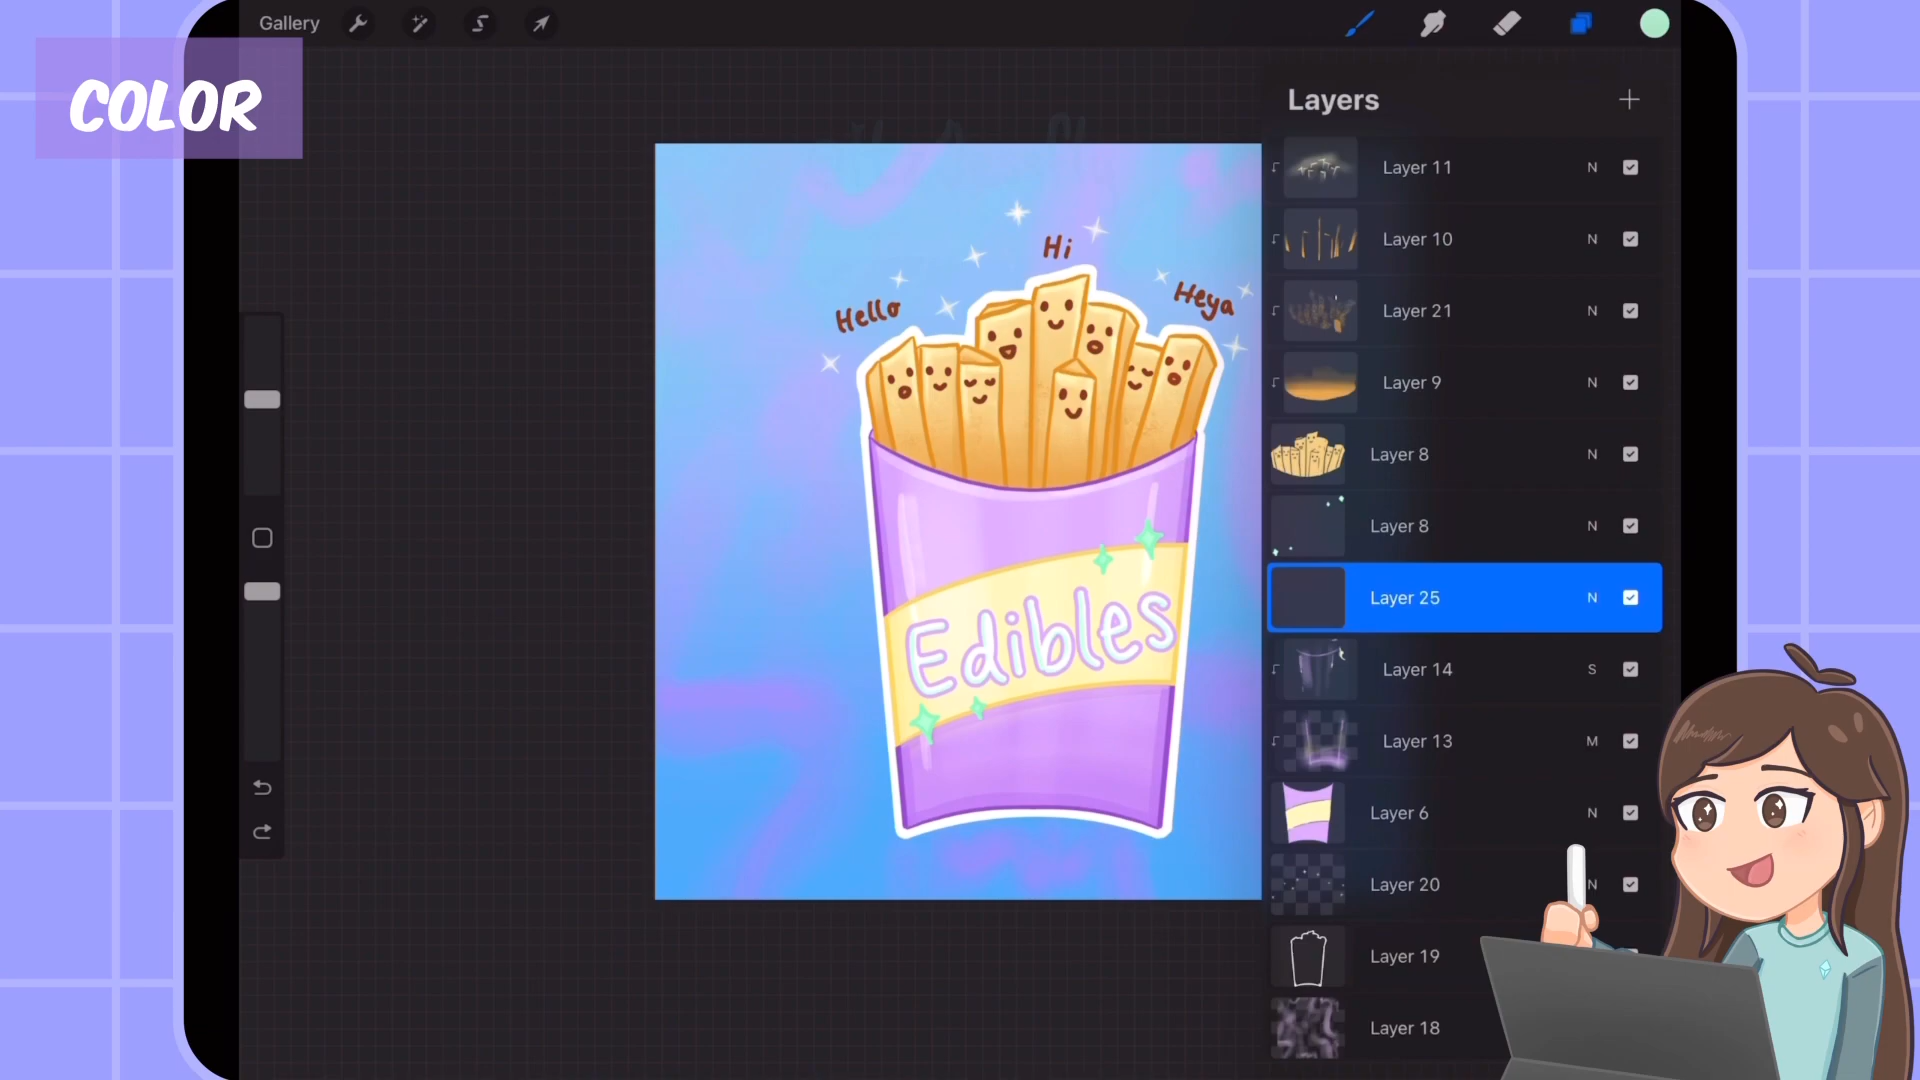 Gallery
COLOR
Layers
Hi
Hello
Heya
Edibles
Layer 11 N
Layer 10 N
Layer 21 N
Layer 9 N
Layer 8 N
Layer 8 N
Layer 25 N
Layer 14 S
Layer 13 M
Layer 6 N
Layer 20 N
Layer 19
Layer 18